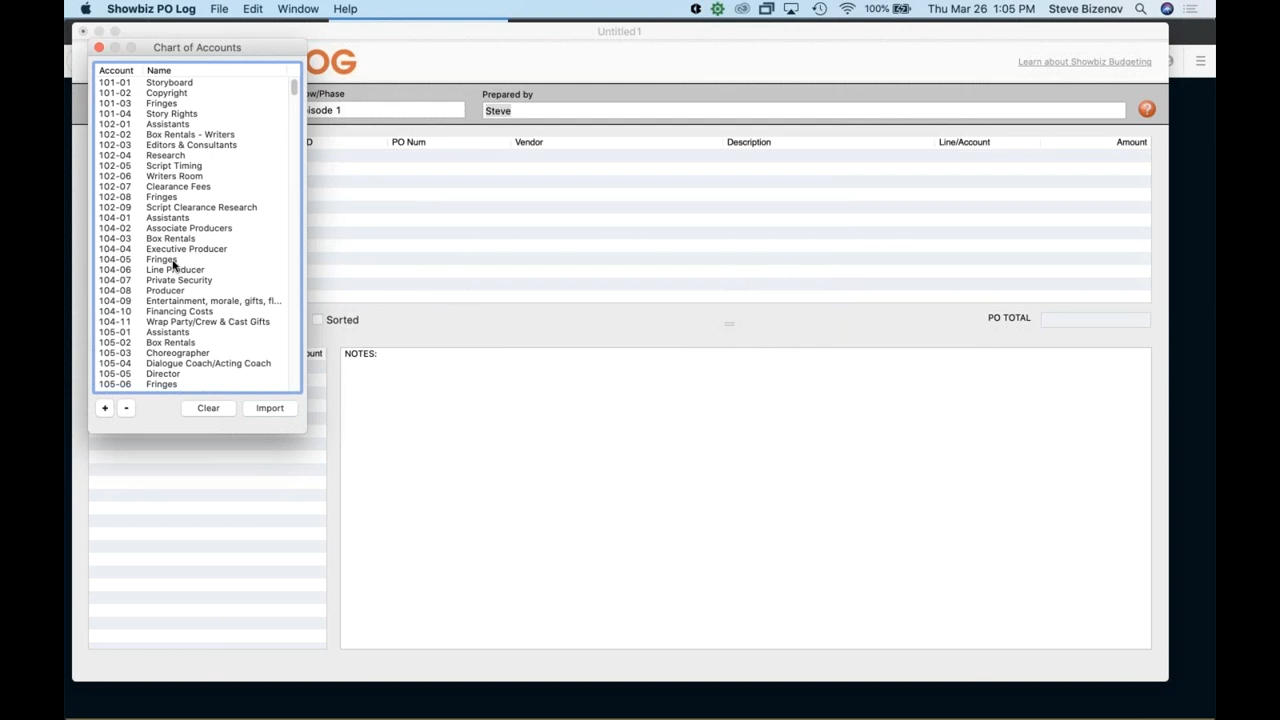 Showbiz PO Log File Edit Window Help 100% Thu Mar 26 1:05 PM Steve Bizenov
Untitled1
Chart of Accounts
OG
Learn about Showbiz Budgeting
Account Name
101-01 Storyboard
101-02 Copyright
101-03 Fringes
101-04 Story Rights
102-01 Assistants
102-02 Box Rentals - Writers
102-03 Editors & Consultants
102-04 Research
102-05 Script Timing
102-06 Writers Room
102-07 Clearance Fees
102-08 Fringes
102-09 Script Clearance Research
104-01 Assistants
104-02 Associate Producers
104-03 Box Rentals
104-04 Executive Producer
104-05 Fringes
104-06 Line Producer
104-07 Private Security
104-08 Producer
104-09 Entertainment, morale, gifts, fl...
104-10 Financing Costs
104-11 Wrap Party/Crew & Cast Gifts
105-01 Assistants
105-02 Box Rentals
105-03 Choreographer
105-04 Dialogue Coach/Acting Coach
105-05 Director
105-06 Fringes
+ - Clear Import
ow/Phase Prepared by
isode 1 Steve ?
D PO Num Vendor Description Line/Account Amount
Sorted PO TOTAL
ount NOTES: